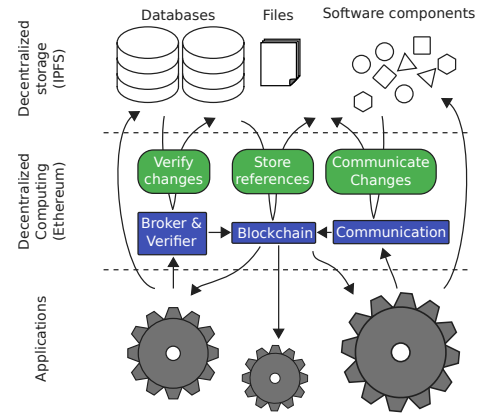 Databases
Files
Software components
Decentralized
storage
(IPFS)
Verify
changes
Store
references
Communicate
Changes
Decentralized
Computing
(Ethereum)
Broker &
Verifier
Blockchain
Communication
Applications